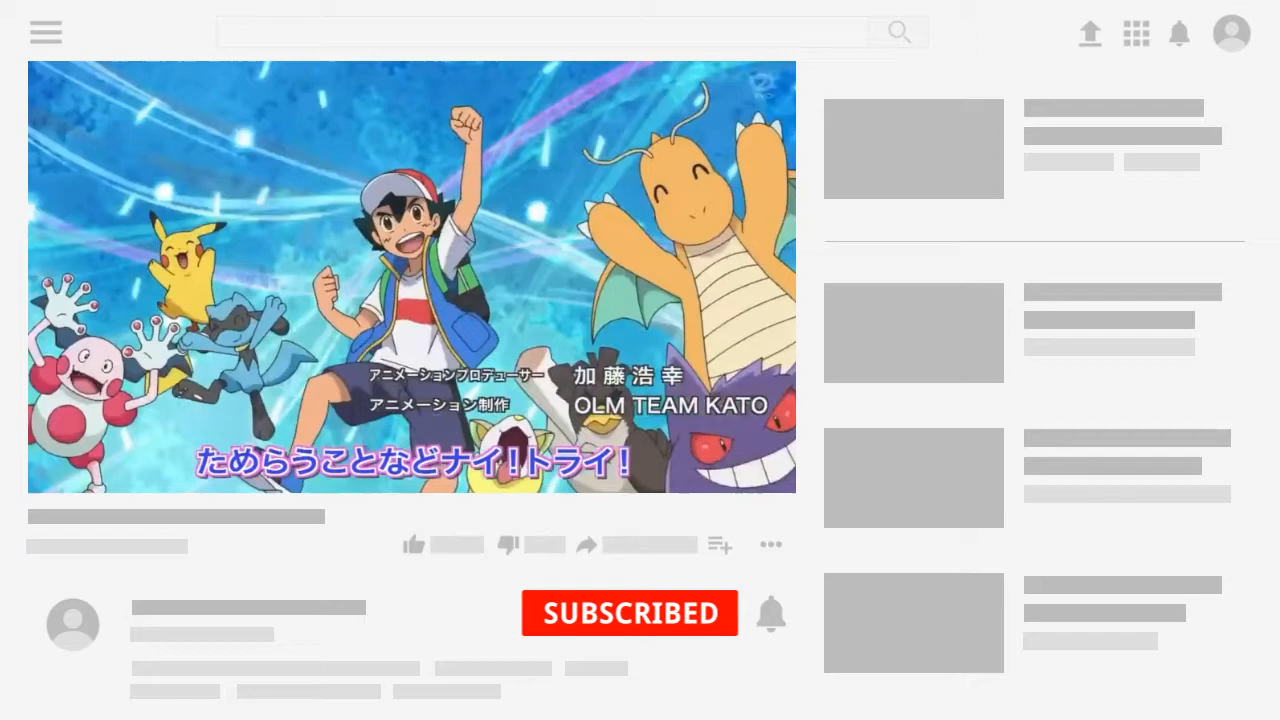 アニメーションプロデューサー 加藤浩幸
アニメーション制作 OLM TEAM KATO
ためらうことなどナイ!トライ!
SUBSCRIBED